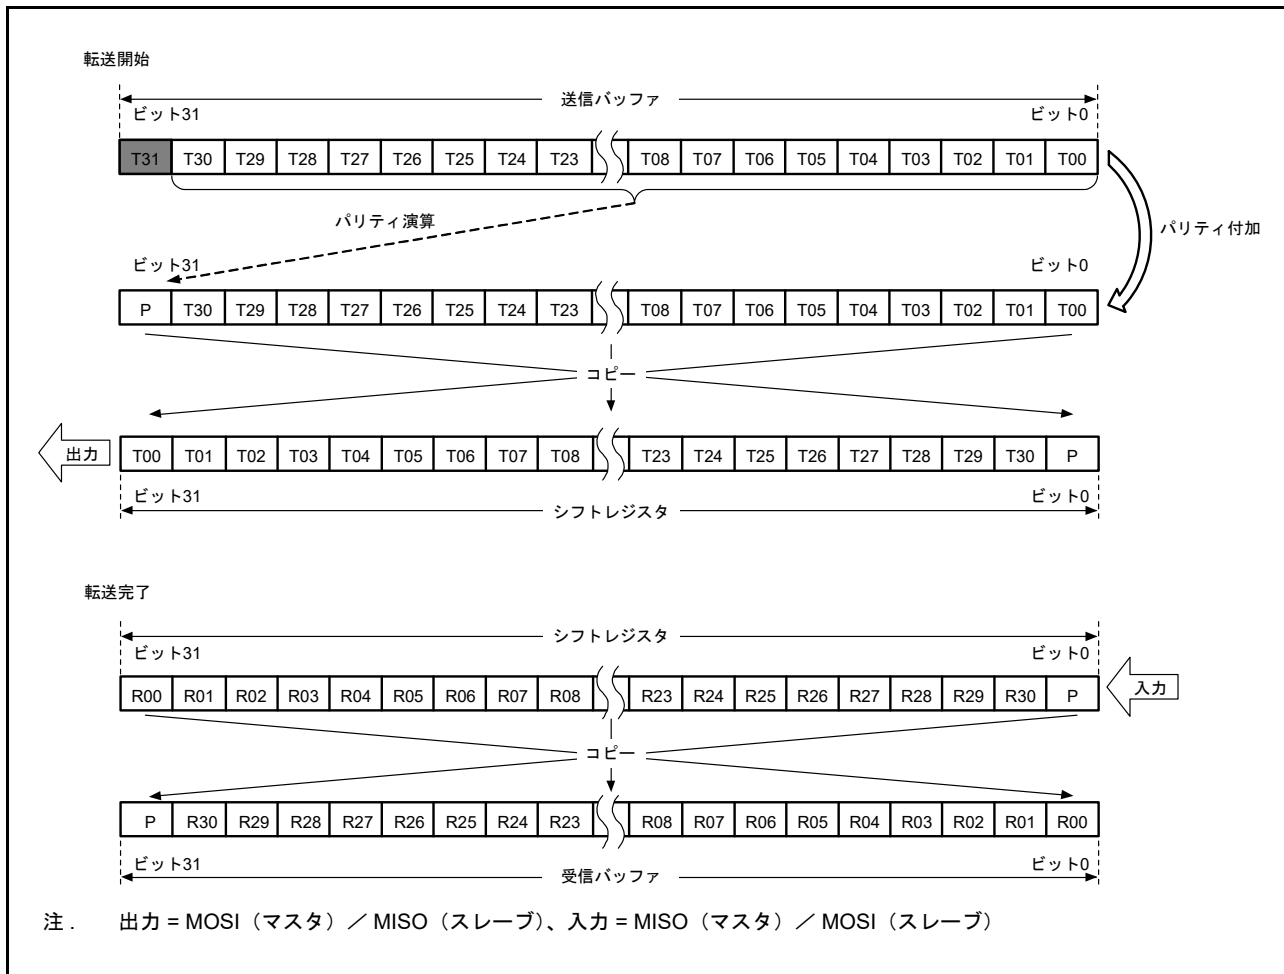 転送開始
送信バッファ
ビット31 ビット0
T31 T30 T29 T28 T27 T26 T25 T24 T23 T08 T07 T06 T05 T04 T03 T02 T01 T00
パリティ演算
パリティ付加
ビット31 ビット0
P T30 T29 T28 T27 T26 T25 T24 T23 T08 T07 T06 T05 T04 T03 T02 T01 T00
コピー
出力 T00 T01 T02 T03 T04 T05 T06 T07 T08 T23 T24 T25 T26 T27 T28 T29 T30 P
ビット31 ビット0
シフトレジスタ
転送完了
シフトレジスタ
ビット31 ビット0
R00 R01 R02 R03 R04 R05 R06 R07 R08 R23 R24 R25 R26 R27 R28 R29 R30 P 入力
コピー
P R30 R29 R28 R27 R26 R25 R24 R23 R08 R07 R06 R05 R04 R03 R02 R01 R00
ビット31 ビット0
受信バッファ
注 . 出力 = MOSI（マスタ）／ MISO（スレーブ）、入力 = MISO（マスタ）／ MOSI（スレーブ）